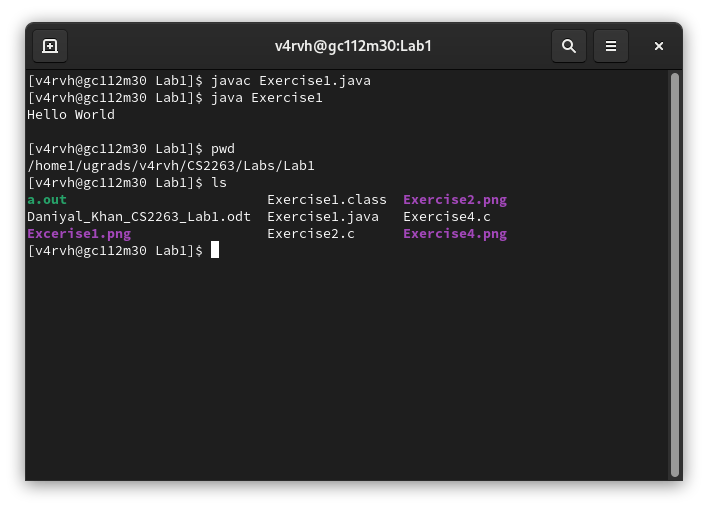 v4rvh@gc112m30:Lab1
[v4rvh@gc112m30 Lab1]$ javac Exercise1.java
[v4rvh@gc112m30 Lab1]$ java Exercise1
Hello World
[v4rvh@gc112m30 Lab1]$ pwd
/home1/ugrads/v4rvh/CS2263/Labs/Lab1
[v4rvh@gc112m30 Lab1]$ ls
a.out Exercise1.class Exercise2.png
Daniyal_Khan_CS2263_Lab1.odt Exercise1.java Exercise4.c
Excerise1.png Exercise2.c Exercise4.png
[v4rvh@gc112m30 Lab1]$